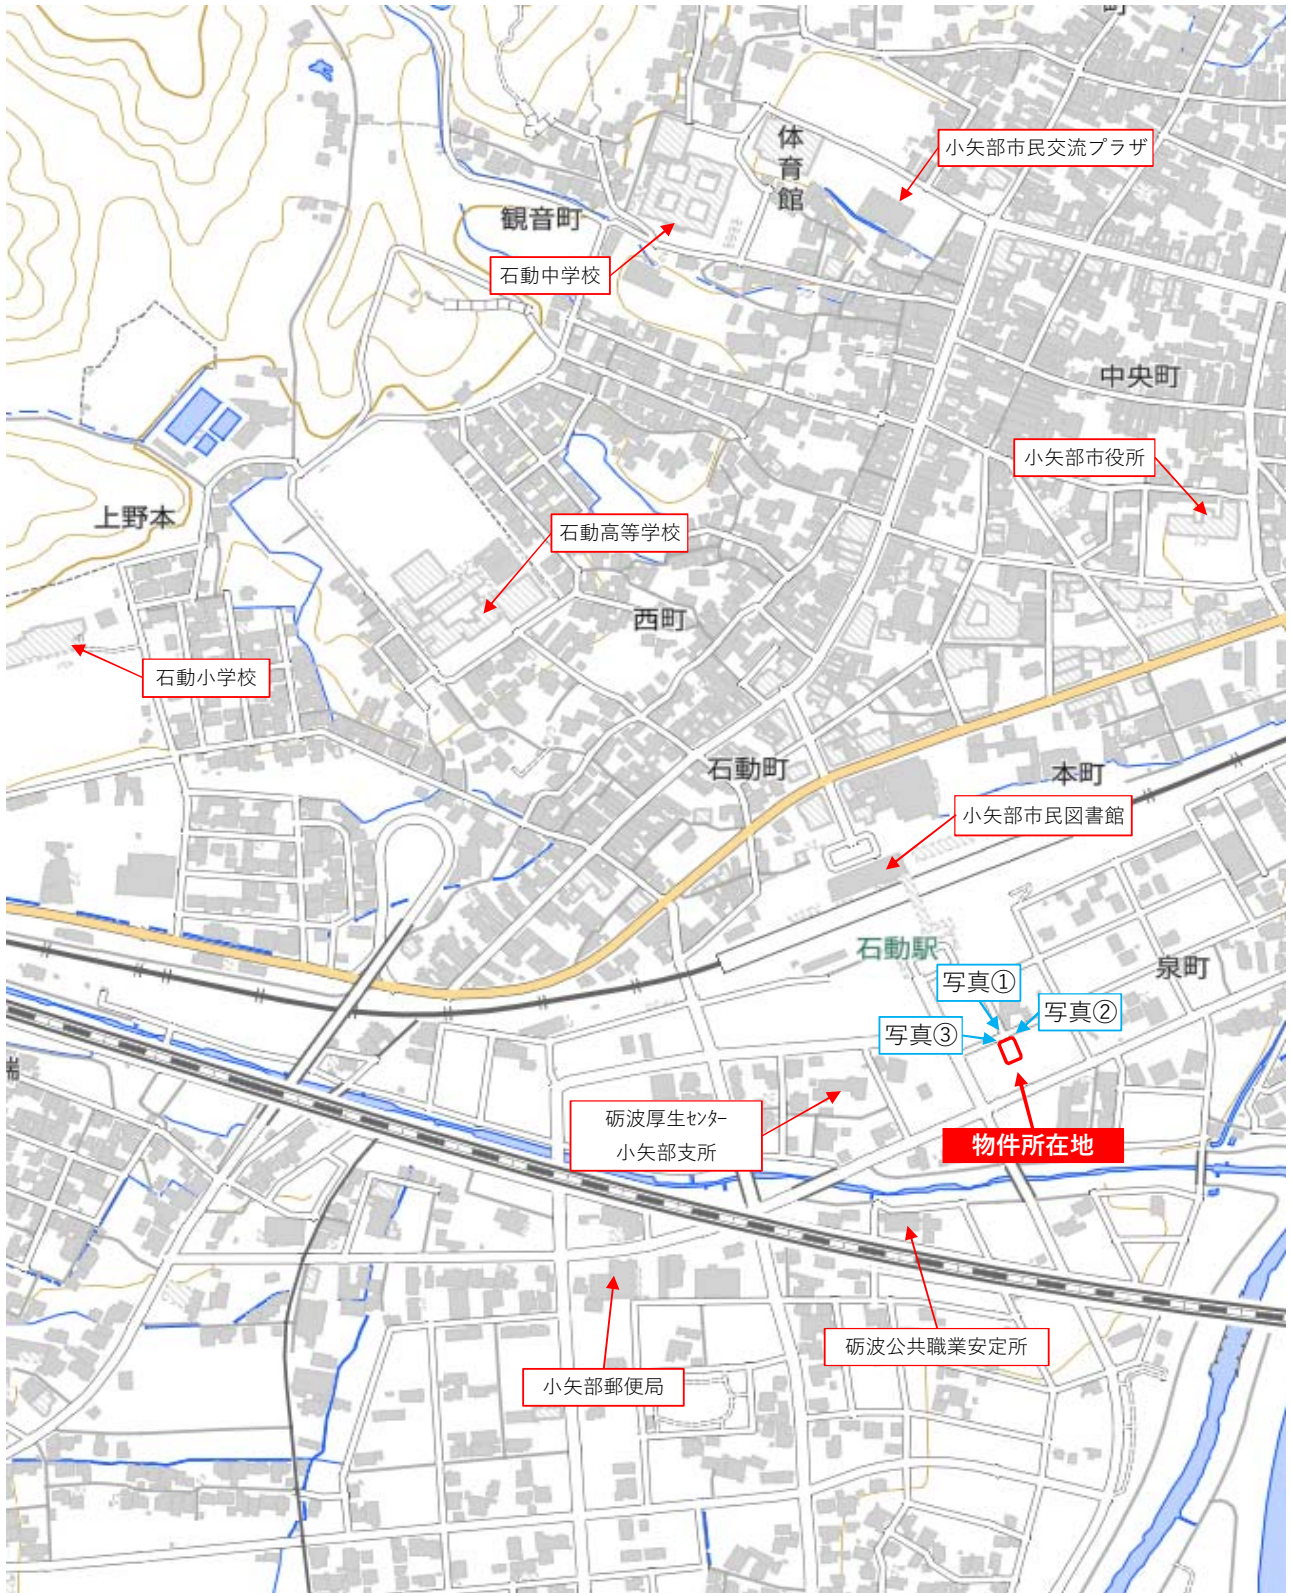 町
体育館
小矢部市民交流プラザ
観音町
石動中学校
中央町
小矢部市役所
上野本
石動高等学校
西町
石動小学校
石動町
本町
小矢部市民図書館
石動駅
泉町
写真①
写真②
写真③
端
砺波厚生ｾﾝﾀｰ
小矢部支所
物件所在地
砺波公共職業安定所
小矢部郵便局